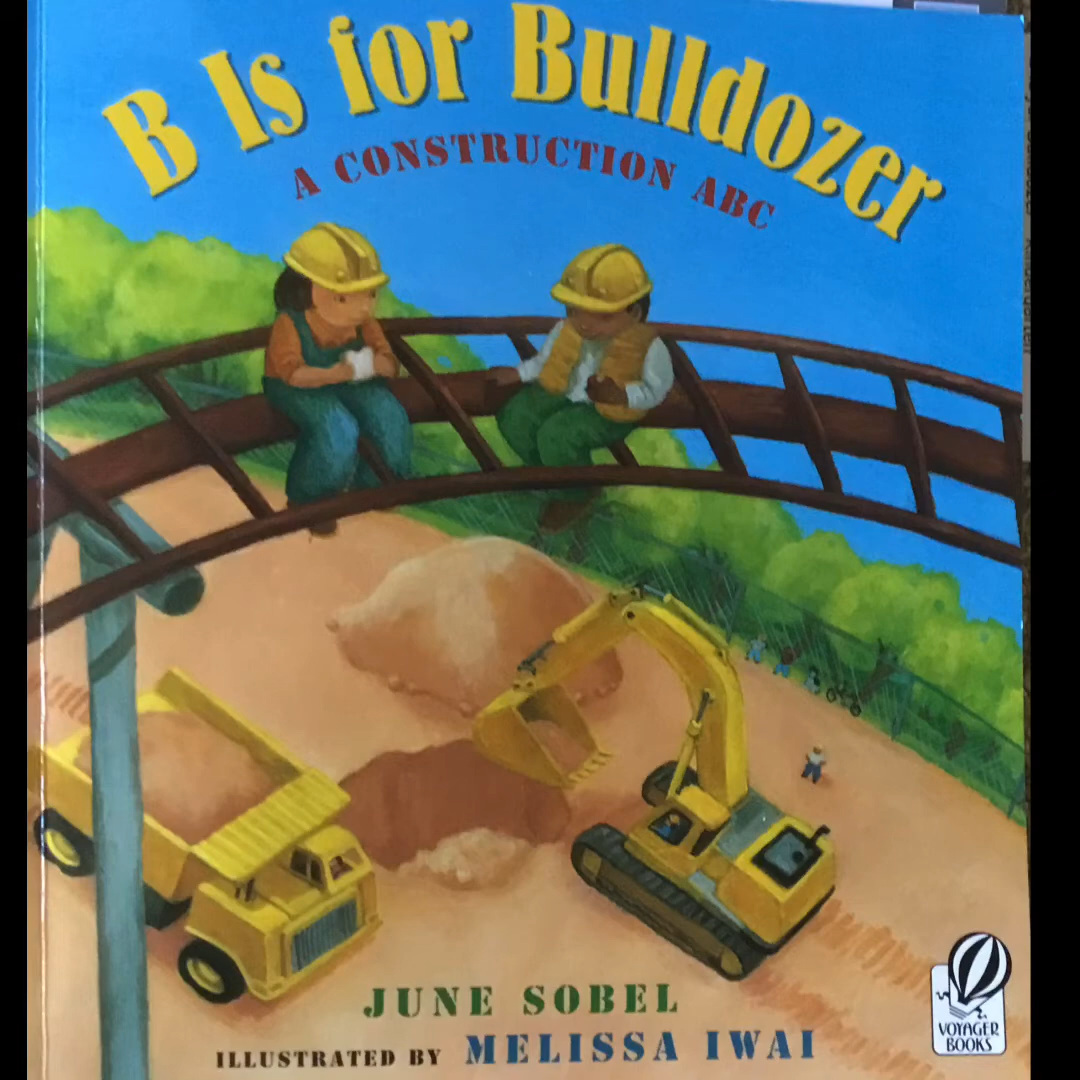 B Is for Bulldozer
A CONSTRUCTION ABC
JUNE SOBEL
ILLUSTRATED BY MELISSA IWAI
VOYAGER
BOOKS